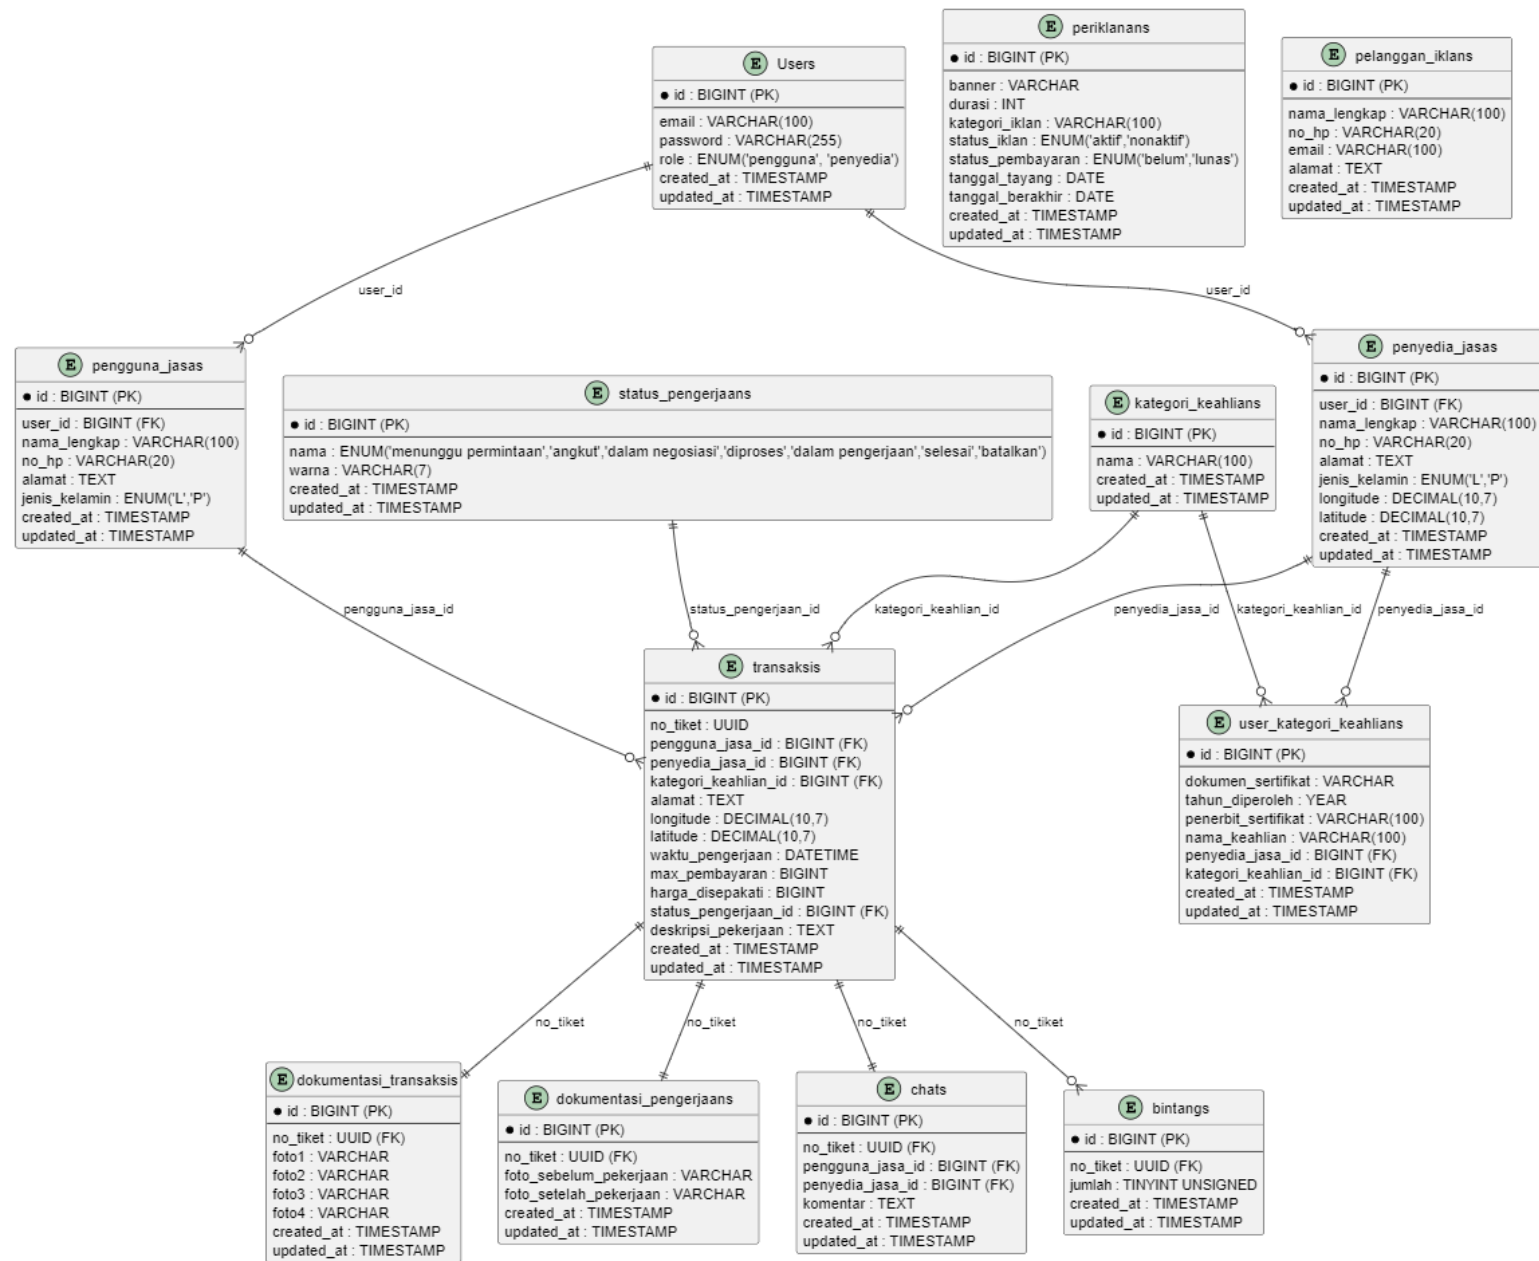 E Users
id : BIGINT (PK)
email : VARCHAR(100)
password : VARCHAR(255)
role : ENUM('pengguna', 'penyedia')
created_at : TIMESTAMP
updated_at : TIMESTAMP
E periklanans
id : BIGINT (PK)
banner : VARCHAR
durasi : INT
kategori_iklan : VARCHAR(100)
status_iklan : ENUM('aktif','nonaktif')
status_pembayaran : ENUM('belum','lunas')
tanggal_tayang : DATE
tanggal_berakhir : DATE
created_at : TIMESTAMP
updated_at : TIMESTAMP
E pelanggan_iklans
id : BIGINT (PK)
nama_lengkap : VARCHAR(100)
no_hp : VARCHAR(20)
email : VARCHAR(100)
alamat : TEXT
created_at : TIMESTAMP
updated_at : TIMESTAMP
user_id
user_id
E pengguna_jasas
id : BIGINT (PK)
user_id : BIGINT (FK)
nama_lengkap : VARCHAR(100)
no_hp : VARCHAR(20)
alamat : TEXT
jenis_kelamin : ENUM('L','P')
created_at : TIMESTAMP
updated_at : TIMESTAMP
E status_pengerjaans
id : BIGINT (PK)
nama : ENUM('menunggu permintaan','angkut','dalam negosiasi','diproses','dalam pengerjaan','selesai','batalkan')
warna : VARCHAR(7)
created_at : TIMESTAMP
updated_at : TIMESTAMP
E kategori_keahlians
id : BIGINT (PK)
nama : VARCHAR(100)
created_at : TIMESTAMP
updated_at : TIMESTAMP
E penyedia_jasas
id : BIGINT (PK)
user_id : BIGINT (FK)
nama_lengkap : VARCHAR(100)
no_hp : VARCHAR(20)
alamat : TEXT
jenis_kelamin : ENUM('L','P')
longitude : DECIMAL(10,7)
latitude : DECIMAL(10,7)
created_at : TIMESTAMP
updated_at : TIMESTAMP
pengguna_jasa_id
status_pengerjaan_id
kategori_keahlian_id
penyedia_jasa_id
kategori_keahlian_id
penyedia_jasa_id
E transaksis
id : BIGINT (PK)
no_tiket : UUID
pengguna_jasa_id : BIGINT (FK)
penyedia_jasa_id : BIGINT (FK)
kategori_keahlian_id : BIGINT (FK)
alamat : TEXT
longitude : DECIMAL(10,7)
latitude : DECIMAL(10,7)
waktu_pengerjaan : DATETIME
max_pembayaran : BIGINT
harga_disepakati : BIGINT
status_pengerjaan_id : BIGINT (FK)
deskripsi_pekerjaan : TEXT
created_at : TIMESTAMP
updated_at : TIMESTAMP
E user_kategori_keahlians
id : BIGINT (PK)
dokumen_sertifikat : VARCHAR
tahun_diperoleh : YEAR
penerbit_sertifikat : VARCHAR(100)
nama_keahlian : VARCHAR(100)
penyedia_jasa_id : BIGINT (FK)
kategori_keahlian_id : BIGINT (FK)
created_at : TIMESTAMP
updated_at : TIMESTAMP
no_tiket
no_tiket
no_tiket
no_tiket
E dokumentasi_transaksis
id : BIGINT (PK)
no_tiket : UUID (FK)
foto1 : VARCHAR
foto2 : VARCHAR
foto3 : VARCHAR
foto4 : VARCHAR
created_at : TIMESTAMP
updated_at : TIMESTAMP
E dokumentasi_pengerjaans
id : BIGINT (PK)
no_tiket : UUID (FK)
foto_sebelum_pekerjaan : VARCHAR
foto_setelah_pekerjaan : VARCHAR
created_at : TIMESTAMP
updated_at : TIMESTAMP
E chats
id : BIGINT (PK)
no_tiket : UUID (FK)
pengguna_jasa_id : BIGINT (FK)
penyedia_jasa_id : BIGINT (FK)
komentar : TEXT
created_at : TIMESTAMP
updated_at : TIMESTAMP
E bintangs
id : BIGINT (PK)
no_tiket : UUID (FK)
jumlah : TINYINT UNSIGNED
created_at : TIMESTAMP
updated_at : TIMESTAMP